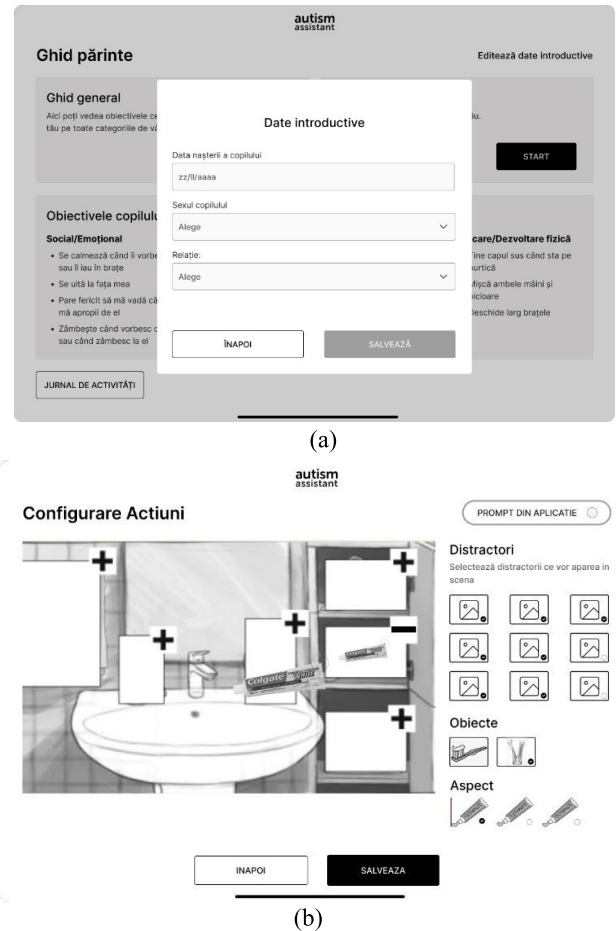 autism
assistant
Ghid părinte
Editează date introductive
Ghid general
Aici poți vedea obiectivele ce
iu.
tău pe toate categoriile de vâ
START
Date introductive
Data nașterii a copilului
zz/ll/aaaa
Sexul copilului
Alege
Relație:
Alege
ÎNAPOI
SALVEAZĂ
Obiectivele copilulu
Social/Emoțional
• Se calmează când îi vorbe
sau îl iau în brațe
• Se uită la fața mea
• Pare fericit să mă vadă câ
mă apropii de el
• Zâmbește când vorbesc c
sau când zâmbesc la el
care/Dezvoltare fizică
Ține capul sus când sta pe
burtică
Mișcă ambele mâini și
picioare
Deschide larg brațele
JURNAL DE ACTIVITĂȚI
(a)
autism
assistant
Configurare Actiuni
PROMPT DIN APLICATIE
Colgate
Distractori
Selectează distractorii ce vor aparea in
scena
Obiecte
Aspect
INAPOI
SALVEAZA
(b)